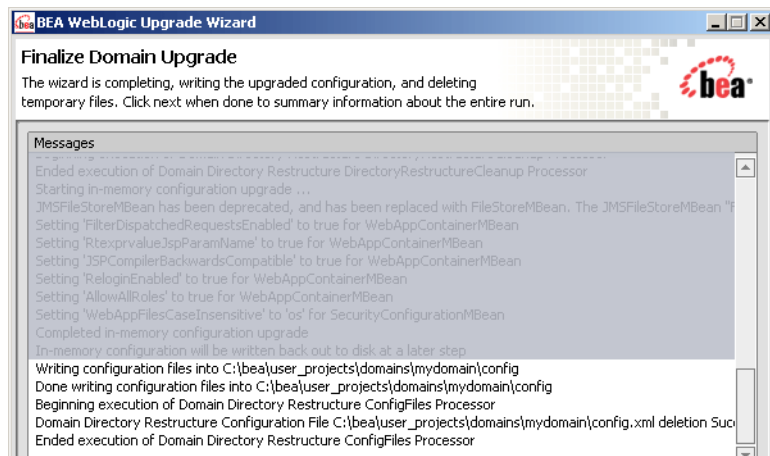 bea BEA WebLogic Upgrade Wizard
Finalize Domain Upgrade
The wizard is completing, writing the upgraded configuration, and deleting
temporary files. Click next when done to summary information about the entire run.
bea
Messages
Ended execution of Domain Directory Restructure DirectoryRestructureCleanup Processor
Starting in-memory configuration upgrade ...
JMSFileStoreMBean has been deprecated, and has been replaced with FileStoreMBean. The JMSFileStoreMBean "F
Setting 'FilterDispatchedRequestsEnabled' to true for WebAppContainerMBean
Setting 'RtexprvalueJspParamName' to true for WebAppContainerMBean
Setting 'JSPCompilerBackwardsCompatible' to true for WebAppContainerMBean
Setting 'ReloginEnabled' to true for WebAppContainerMBean
Setting 'AllowAllRoles' to true for WebAppContainerMBean
Setting 'WebAppFilesCaseInsensitive' to 'os' for SecurityConfigurationMBean
Completed in-memory configuration upgrade
In-memory configuration will be written back out to disk at a later step
Writing configuration files into C:\bea\user_projects\domains\mydomain\config
Done writing configuration files into C:\bea\user_projects\domains\mydomain\config
Beginning execution of Domain Directory Restructure ConfigFiles Processor
Domain Directory Restructure Configuration File C:\bea\user_projects\domains\mydomain\config.xml deletion Suc
Ended execution of Domain Directory Restructure ConfigFiles Processor